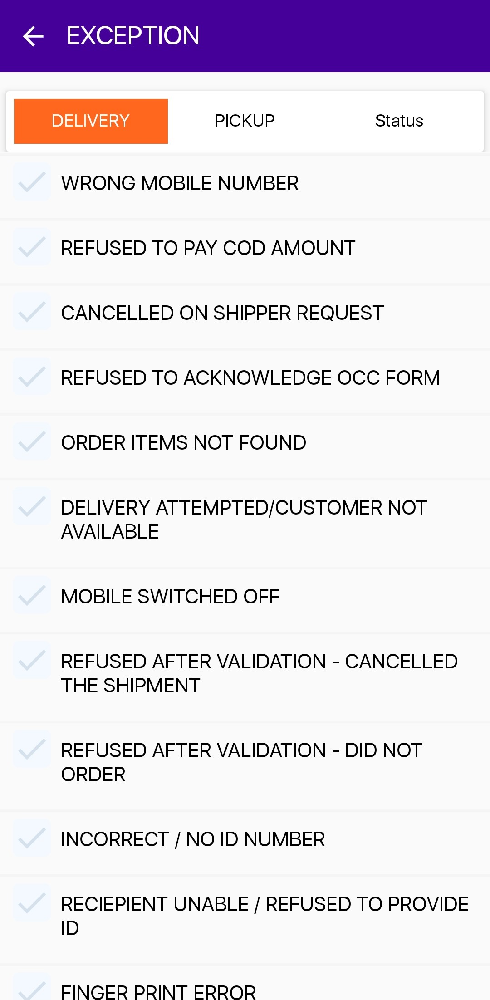 EXCEPTION
DELIVERY PICKUP Status
WRONG MOBILE NUMBER
REFUSED TO PAY COD AMOUNT
CANCELLED ON SHIPPER REQUEST
REFUSED TO ACKNOWLEDGE OCC FORM
ORDER ITEMS NOT FOUND
DELIVERY ATTEMPTED/CUSTOMER NOT
AVAILABLE
MOBILE SWITCHED OFF
REFUSED AFTER VALIDATION - CANCELLED
THE SHIPMENT
REFUSED AFTER VALIDATION - DID NOT
ORDER
INCORRECT / NO ID NUMBER
RECIEPIENT UNABLE / REFUSED TO PROVIDE
ID
FINGER PRINT ERROR